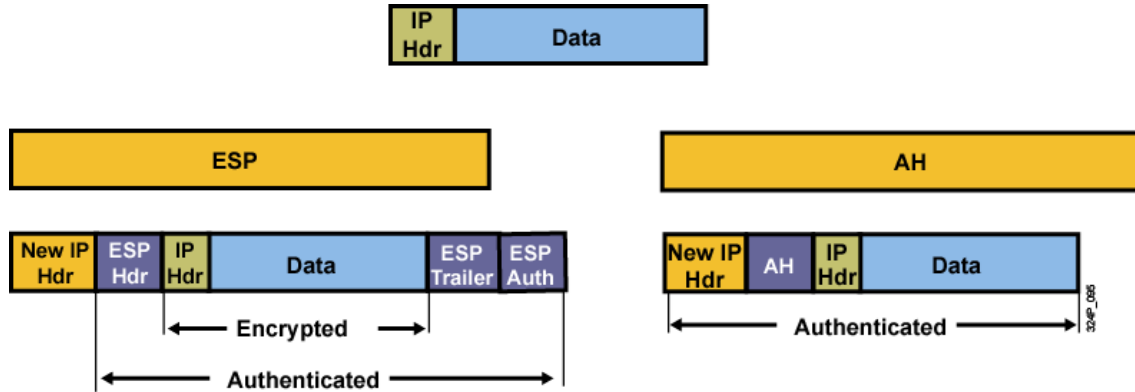 IP
Hdr
Data
ESP
AH
New IP
Hdr
ESP
Hdr
IP
Hdr
Data
ESP
Trailer
ESP
Auth
New IP
Hdr
AH
IP
Hdr
Data
Encrypted
Authenticated
Authenticated
324P_095